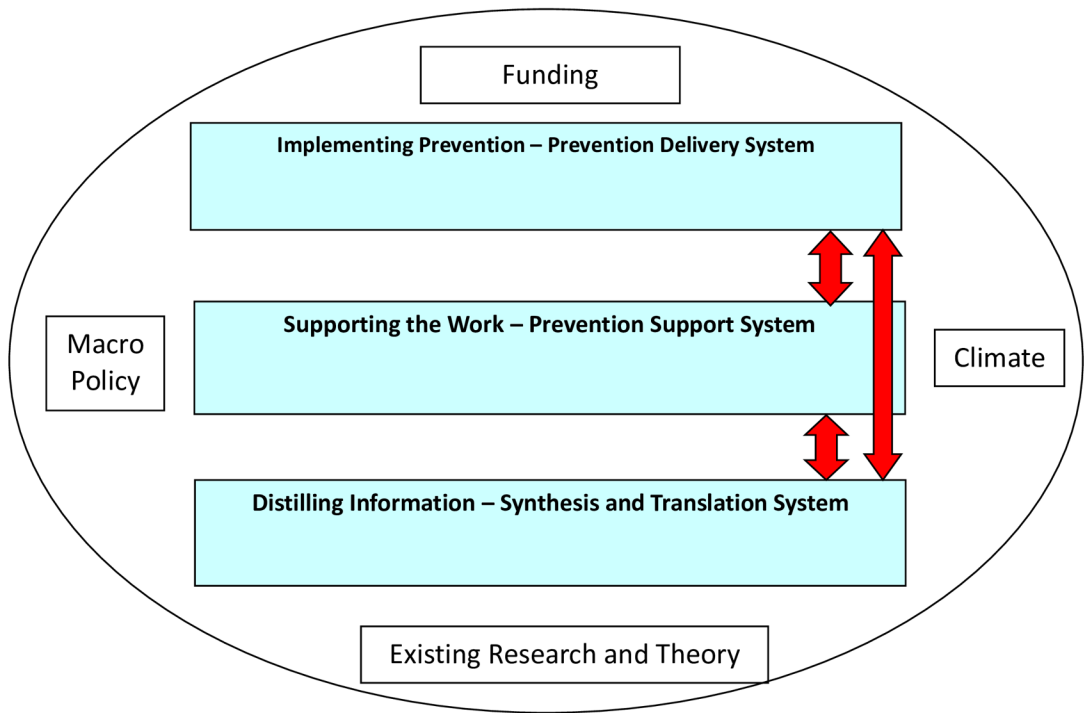 Funding
Implementing Prevention – Prevention Delivery System
Supporting the Work – Prevention Support System
Macro
Policy
Climate
Distilling Information – Synthesis and Translation System
Existing Research and Theory